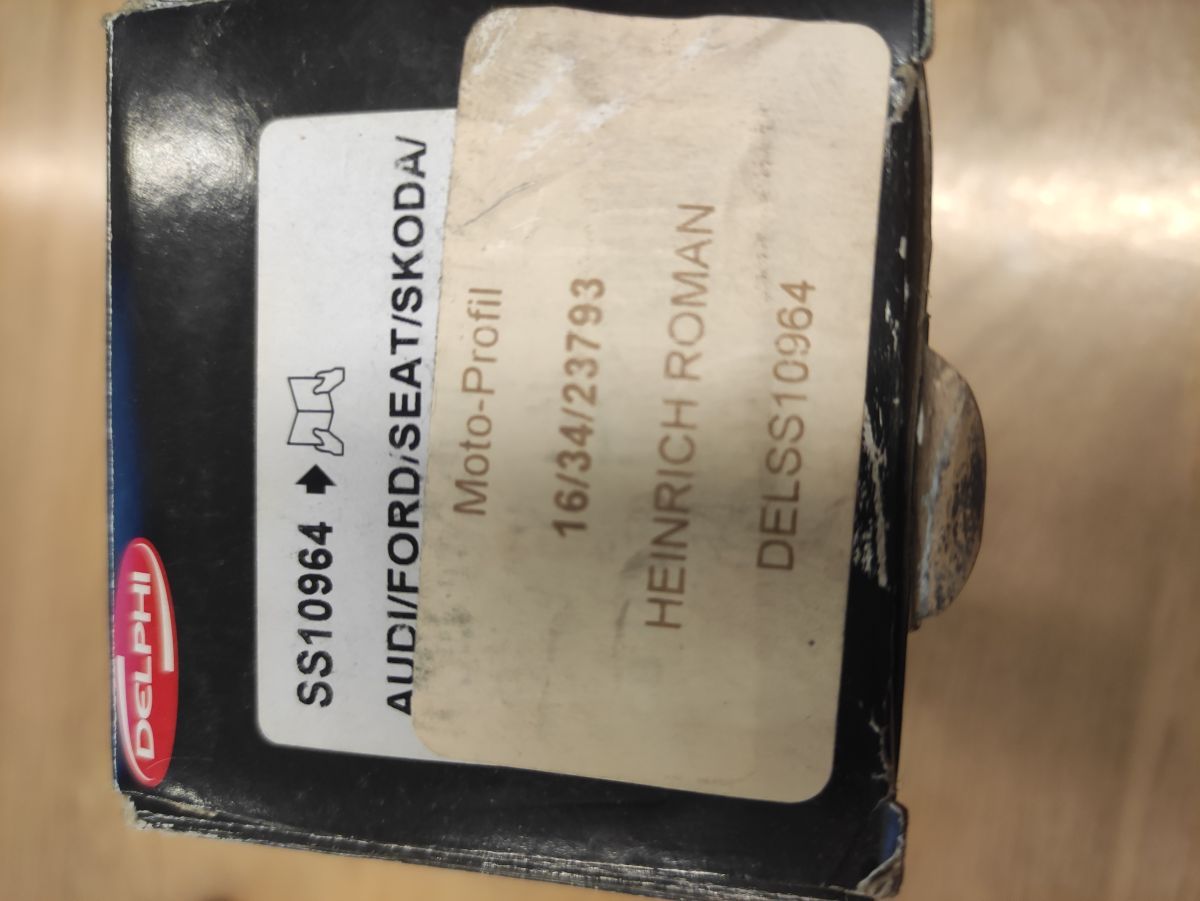 DELPHI
SS10964
AUDI/FORD/SEAT/SKODA/
Moto-Profil
16/34/23793
HEINRICH ROMAN
DELSS10964